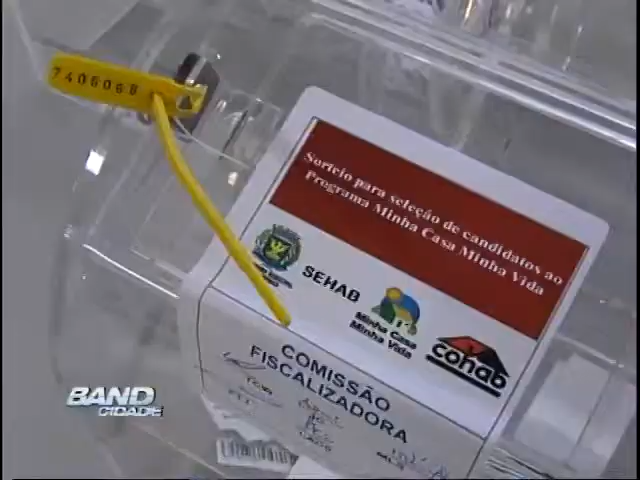 7406068
Sorteio para seleção de candidatos ao
Programa Minha Casa Minha Vida
SEHAB
Minha Casa
Minha Vida
cohab
COMISSÃO
FISCALIZADORA
BAND
CIDADE